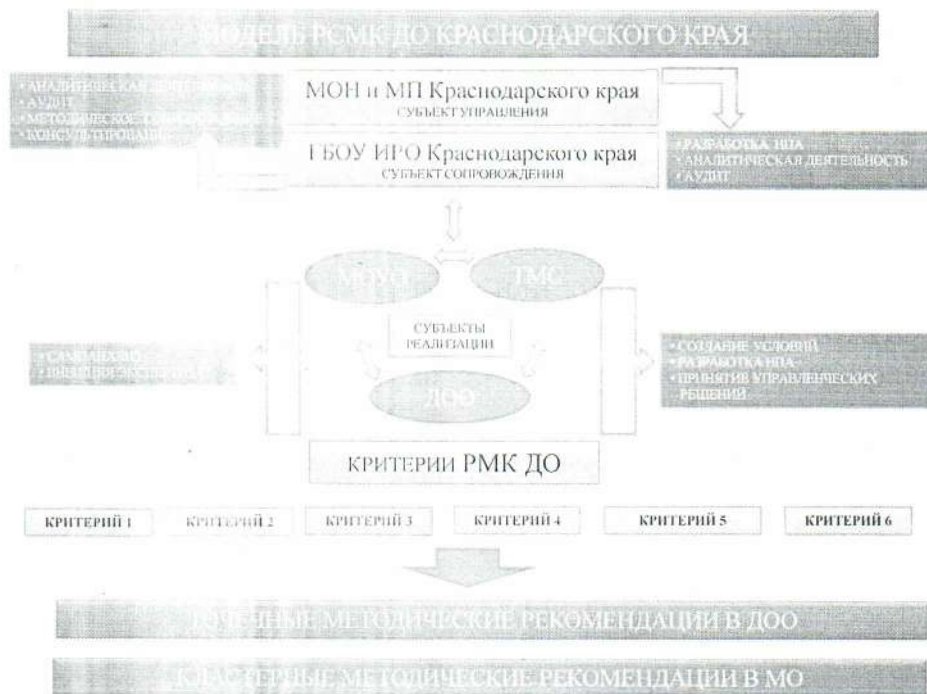 МОДЕЛЬ РСМК ДО КРАСНОДАРСКОГО КРАЯ
• АНАЛИТИЧЕСКАЯ
• АУДИТ
• МЕТОДИЧЕСКОЕ
• КОНСУЛЬТИРОВАНИЕ
МОН и МП Краснодарского края
СУБЪЕКТ УПРАВЛЕНИЯ
ГБОУ ИРО Краснодарского края
СУБЪЕКТ СОПРОВОЖДЕНИЯ
• РАЗРАБОТКА НПА
• АНАЛИТИЧЕСКАЯ ДЕЯТЕЛЬНОСТЬ
• АУДИТ
МОУО
ТМС
СУБЪЕКТЫ
РЕАЛИЗАЦИИ
ДОО
• САМОАНАЛИЗ
• ВНЕШНЯЯ ЭКСПЕРТИЗА
• СОЗДАНИЕ УСЛОВИЙ
• РАЗРАБОТКА НПА
• ПРИНЯТИЕ УПРАВЛЕНЧЕСКИХ
РЕШЕНИЙ
КРИТЕРИИ РМК ДО
КРИТЕРИЙ 1
КРИТЕРИЙ 2
КРИТЕРИЙ 3
КРИТЕРИЙ 4
КРИТЕРИЙ 5
КРИТЕРИЙ 6
ТОЧЕЧНЫЕ МЕТОДИЧЕСКИЕ РЕКОМЕНДАЦИИ В ДОО
КЛАСТЕРНЫЕ МЕТОДИЧЕСКИЕ РЕКОМЕНДАЦИИ В МО